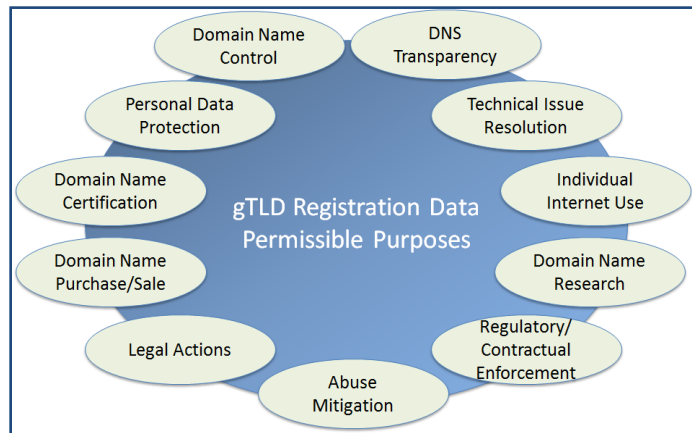 Domain Name
Control
DNS
Transparency
Personal Data
Protection
Technical Issue
Resolution
Domain Name
Certification
Individual
Internet Use
gTLD Registration Data
Permissible Purposes
Domain Name
Purchase/Sale
Domain Name
Research
Legal Actions
Regulatory/
Contractual
Enforcement
Abuse
Mitigation